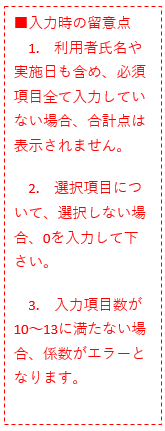 ■入力時の留意点
1. 利用者氏名や
実施日も含め、必須
項目全て入力してい
ない場合、合計点は
表示されません。
2. 選択項目につ
いて、選択しない場
合、0を入力して下
さい。
3. 入力項目数が
10～13に満たない場
合、係数がエラーと
なります。